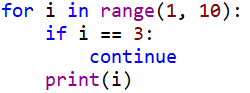 for i in range(1, 10):
    if i == 3:
        continue
    print(i)